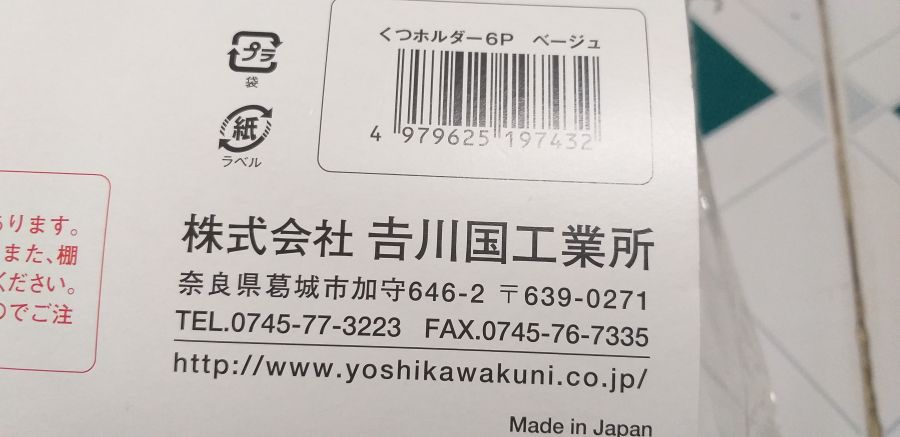 くつホルダー6P ベージュ
4 979625 197432
プラ
袋
紙
ラベル
あります。
また、棚
ください。
のでご注
株式会社 𠮷川国工業所
奈良県葛城市加守646-2 〒639-0271
TEL.0745-77-3223 FAX.0745-76-7335
http://www.yoshikawakuni.co.jp/
Made in Japan